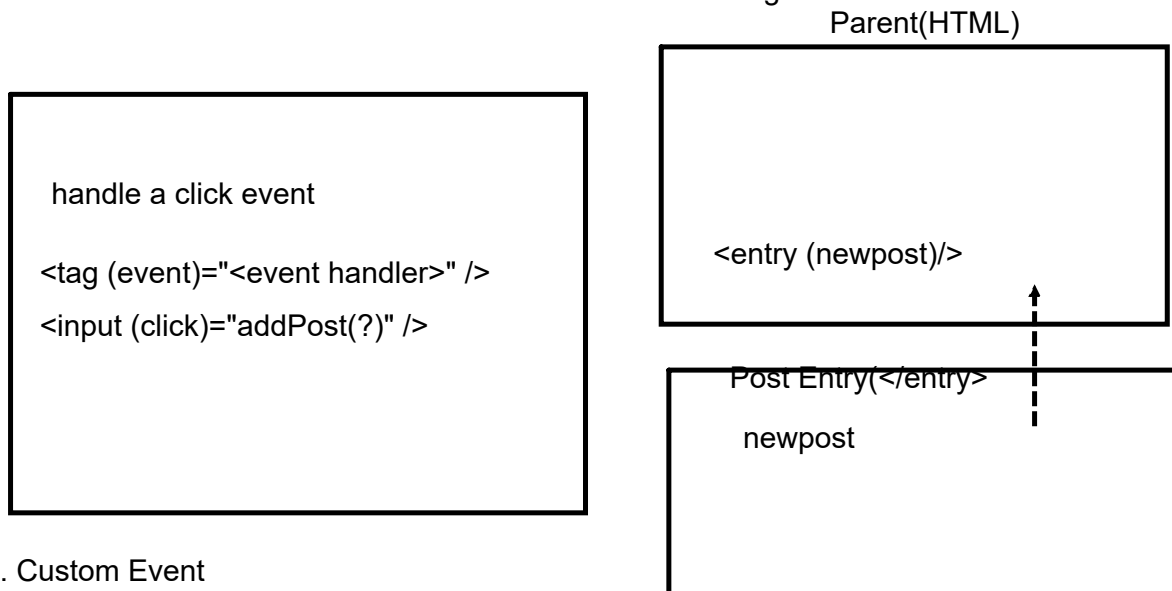 Parent(HTML)
handle a click event
<tag (event)="<event handler>" />
<input (click)="addPost(?)" />
<entry (newpost)/>
Post Entry(</entry>
newpost
. Custom Event